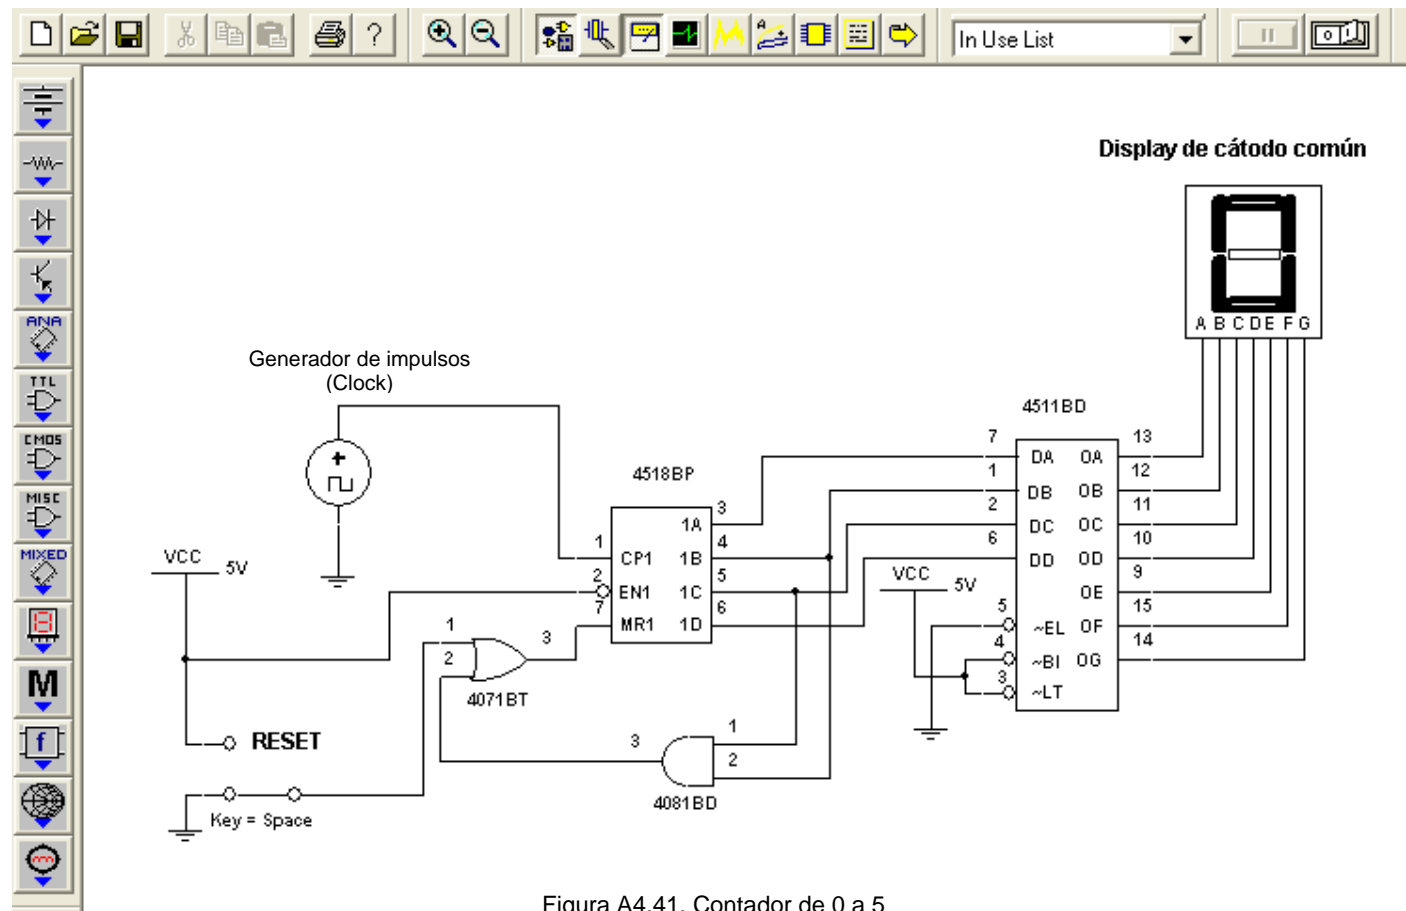 In Use List
ANA
TTL
CMOS
MISC
MIXED
M
f
Display de cátodo común
A B C D E F G
Generador de impulsos
(Clock)
4518BP
1 CP1
2 EN1
7 MR1
1A 3
1B 4
1C 5
1D 6
VCC 5V
1
2
3
4071BT
RESET
Key = Space
3
1
2
4081BD
4511BD
7 DA
1 DB
2 DC
6 DD
5 ~EL
4 ~BI
3 ~LT
OA 13
OB 12
OC 11
OD 10
OE 9
OF 15
OG 14
VCC 5V
Figura A4.41. Contador de 0 a 5